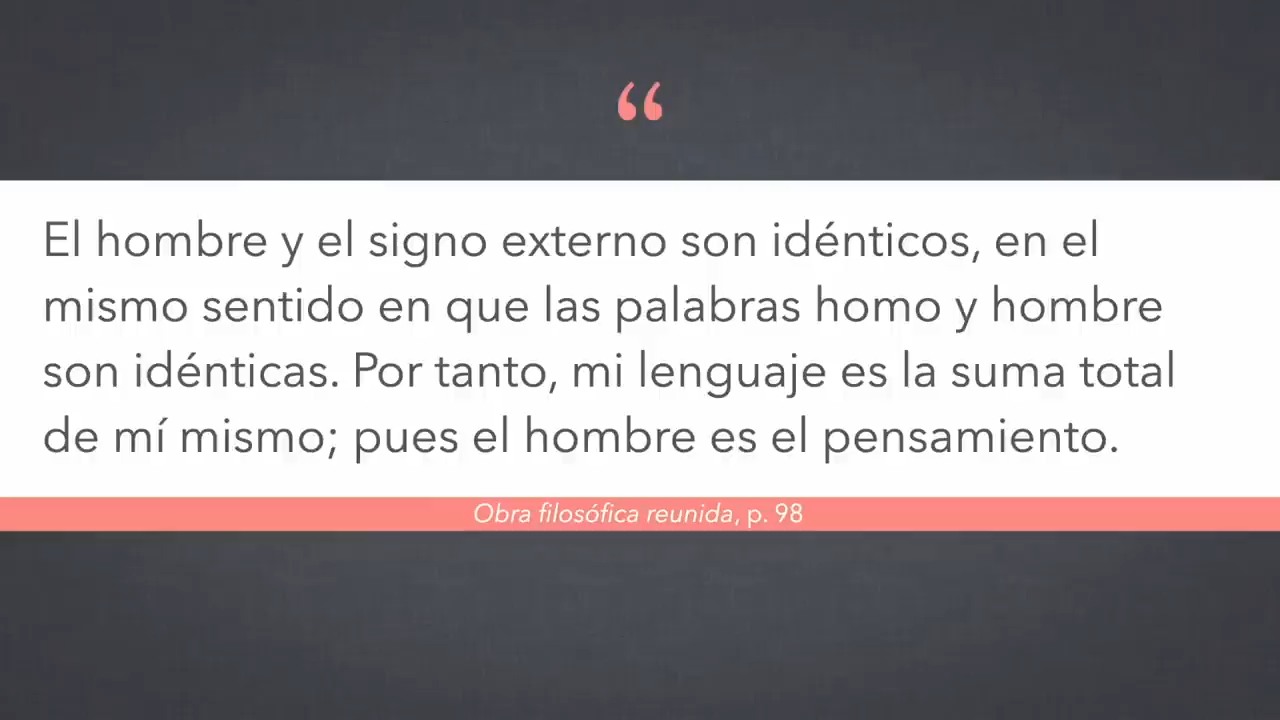 “
El hombre y el signo externo son idénticos, en el
mismo sentido en que las palabras homo y hombre
son idénticas. Por tanto, mi lenguaje es la suma total
de mí mismo; pues el hombre es el pensamiento.
Obra filosófica reunida, p. 98